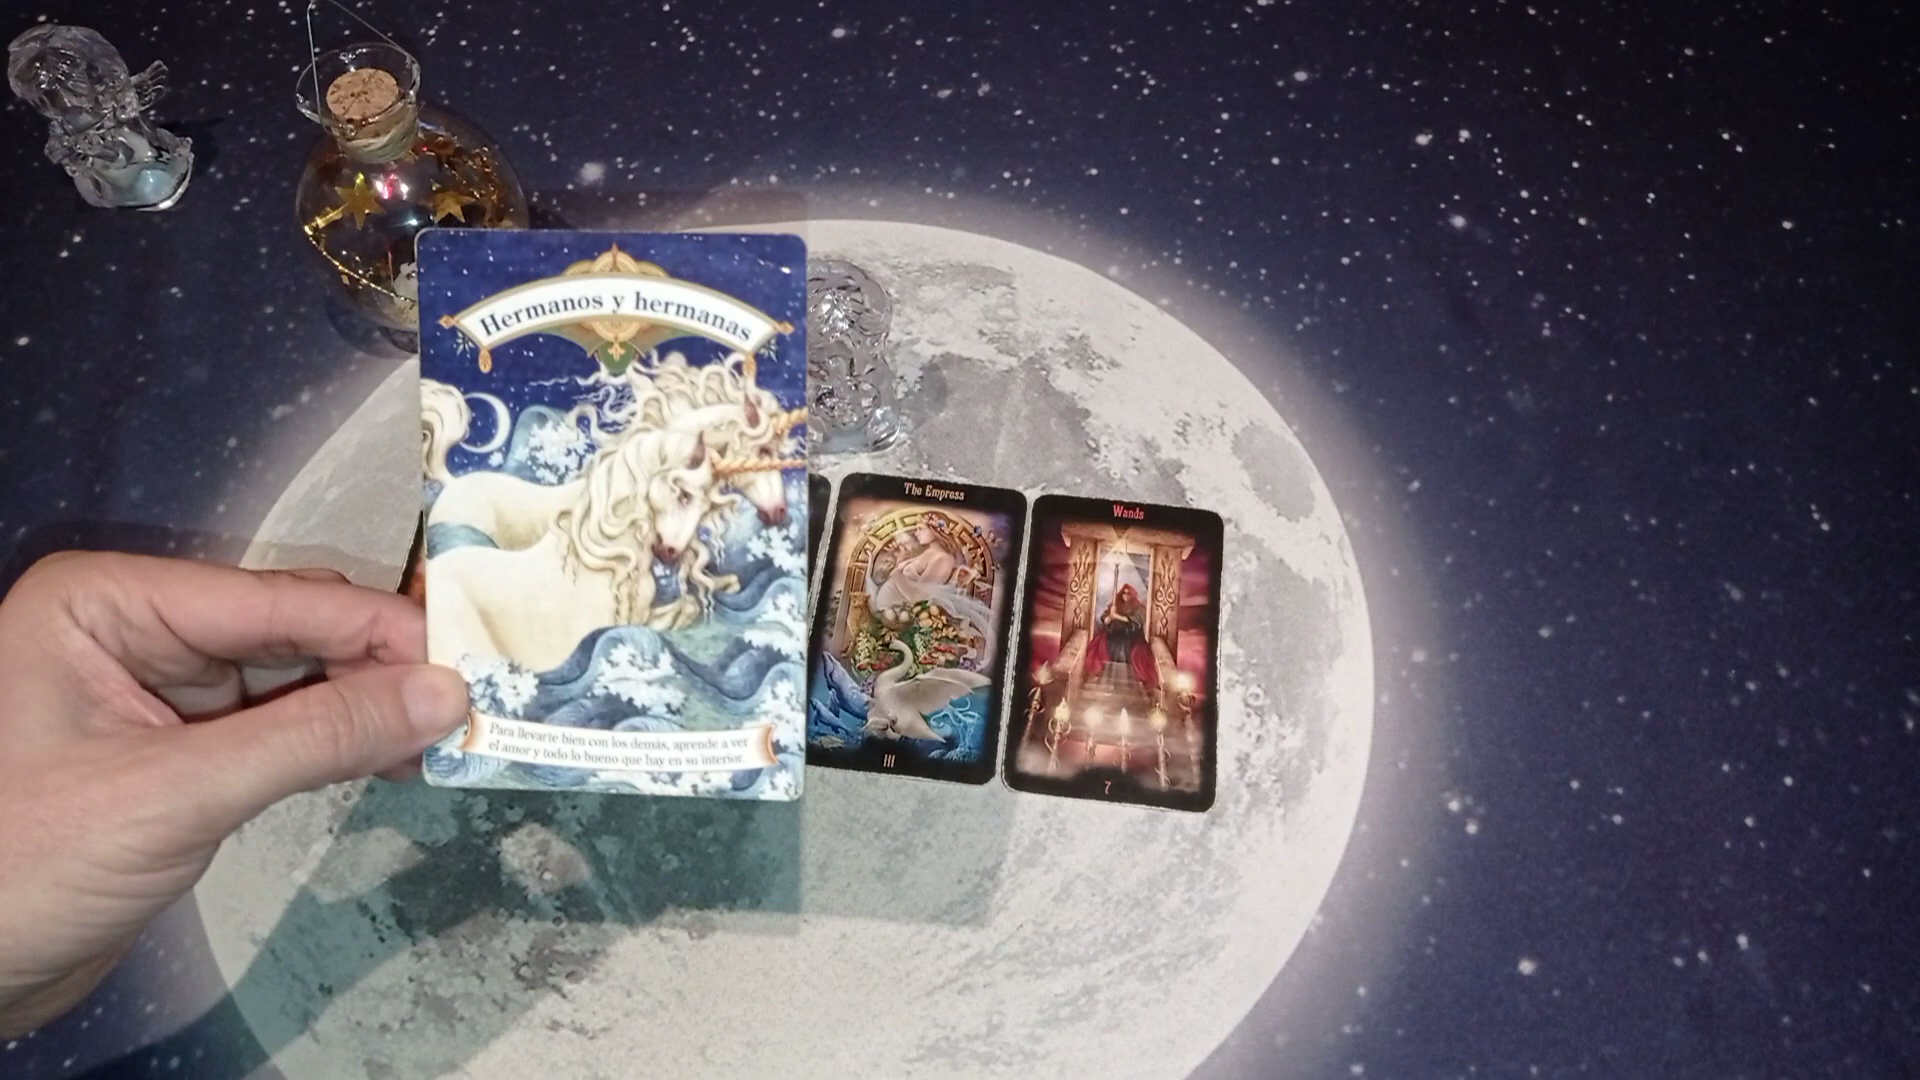 Hermanos y hermanas
Para llevarte bien con los demás, aprende a ver
el amor y todo lo bueno que hay en su interior.
The Empress
III
Wands
7